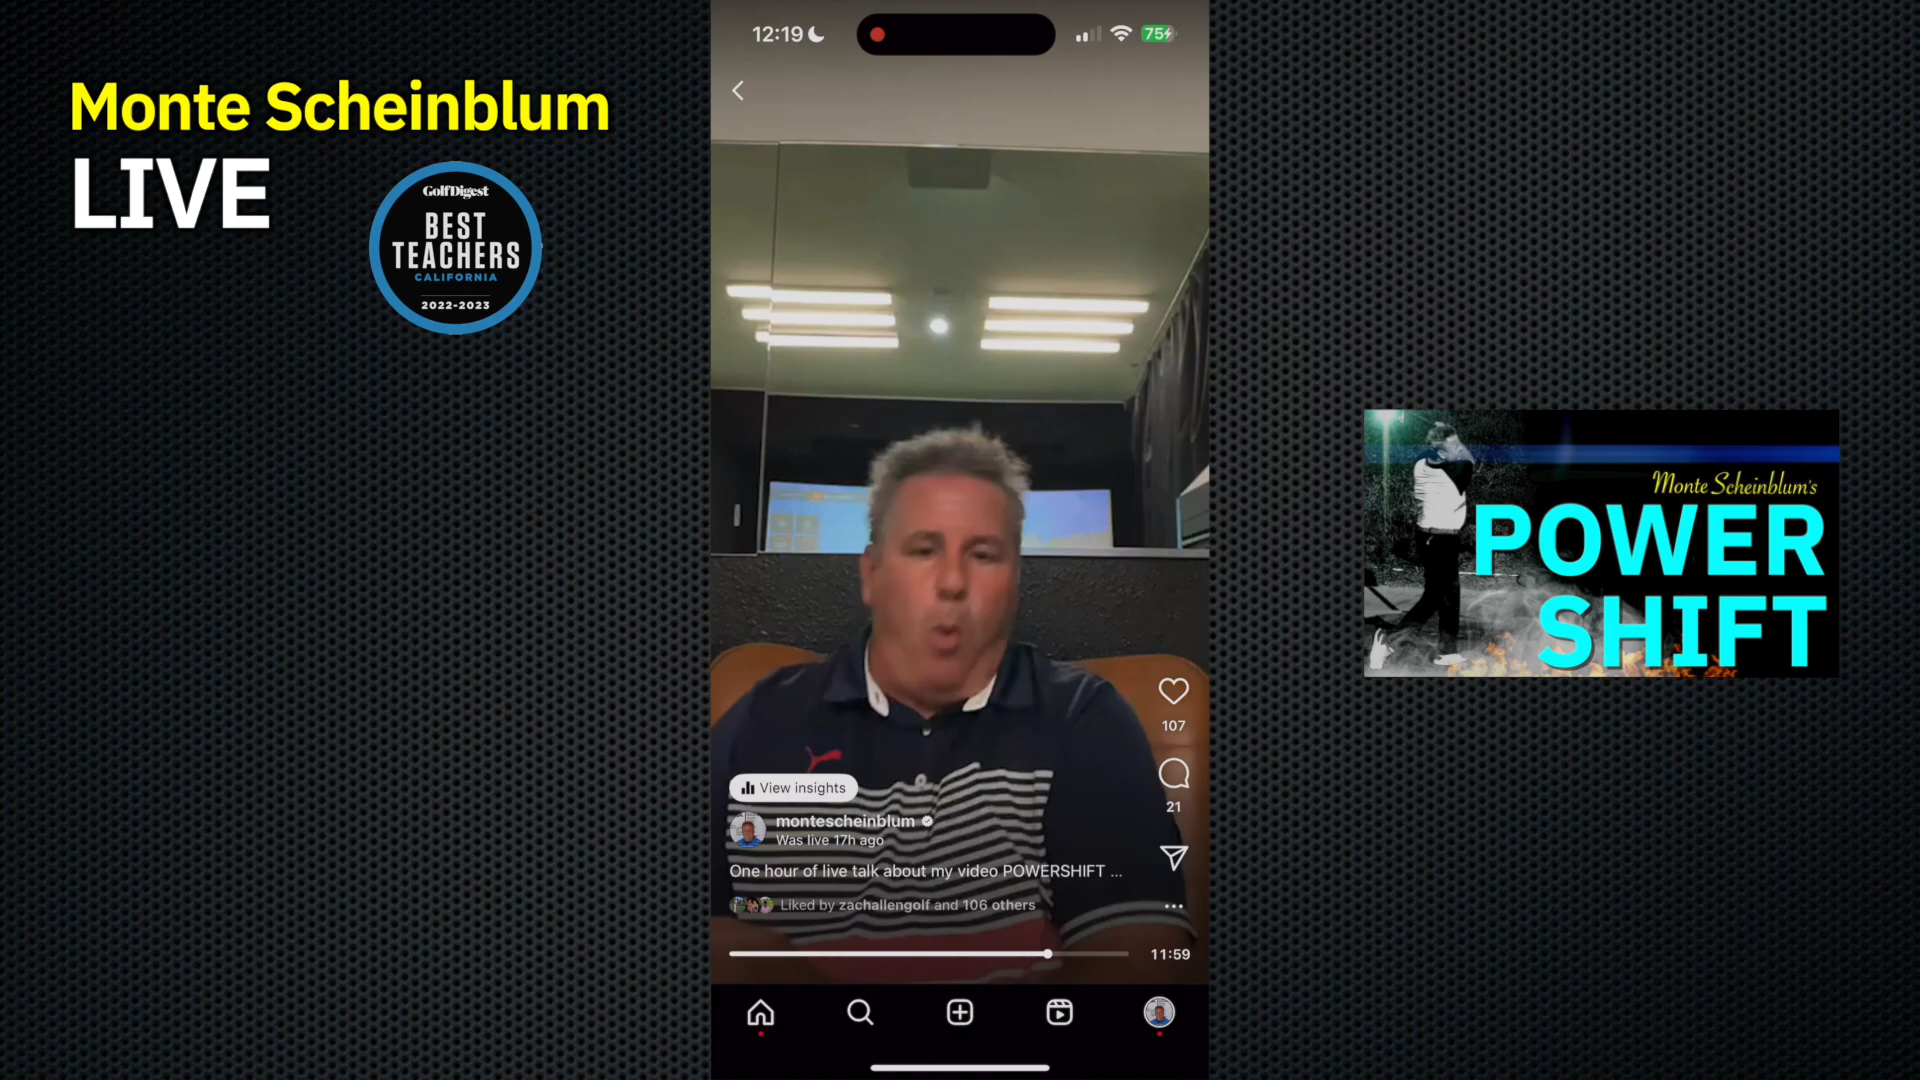 Monte Scheinblum
LIVE
GolfDigest
BEST
TEACHERS
CALIFORNIA
2022-2023
12:19
75
View insights
montescheinblum
Was live 17h ago
One hour of live talk about my video POWERSHIFT ...
Liked by zachallengolf and 106 others
107
21
11:59
Monte Scheinblum's
POWER
SHIFT